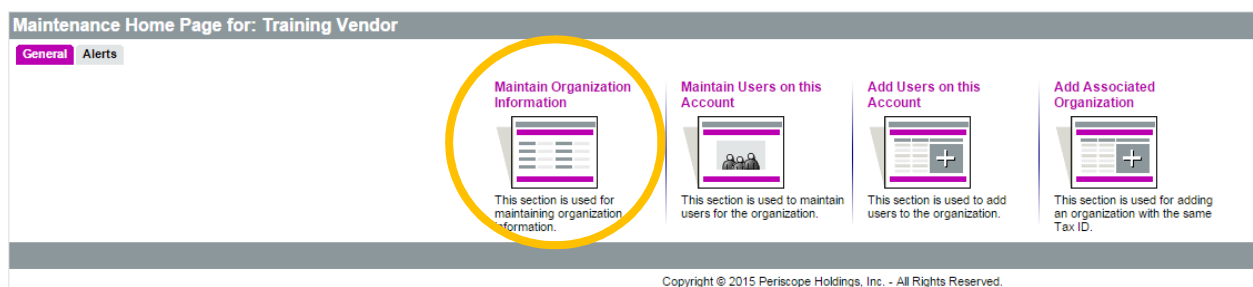 Maintenance Home Page for: Training Vendor
General Alerts
Maintain Organization
Information
This section is used for
maintaining organization
information.
Maintain Users on this
Account
This section is used to maintain
users for the organization.
Add Users on this
Account
This section is used to add
users to the organization.
Add Associated
Organization
This section is used for adding
an organization with the same
Tax ID.
Copyright © 2015 Periscope Holdings, Inc. - All Rights Reserved.